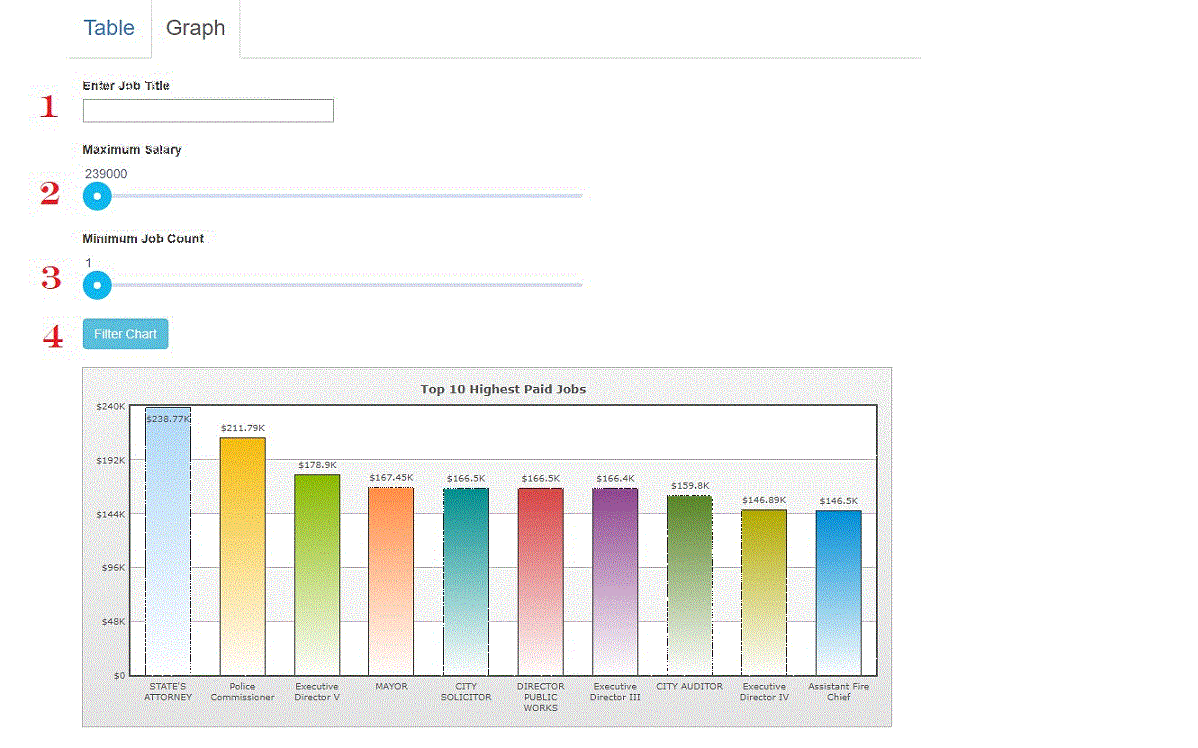 Table Graph
Enter Job Title
1
Maximum Salary
239000
2
Minimum Job Count
1
3
4 Filter Chart
Top 10 Highest Paid Jobs
$240K
$238.77K
$211.79K
$192K
$178.9K
$167.45K
$166.5K
$166.5K
$166.4K
$159.8K
$146.89K
$146.5K
$144K
$96K
$48K
$0
STATE'S
ATTORNEY
Police
Commissioner
Executive
Director V
MAYOR
CITY
SOLICITOR
DIRECTOR
PUBLIC
WORKS
Executive
Director III
CITY AUDITOR
Executive
Director IV
Assistant Fire
Chief